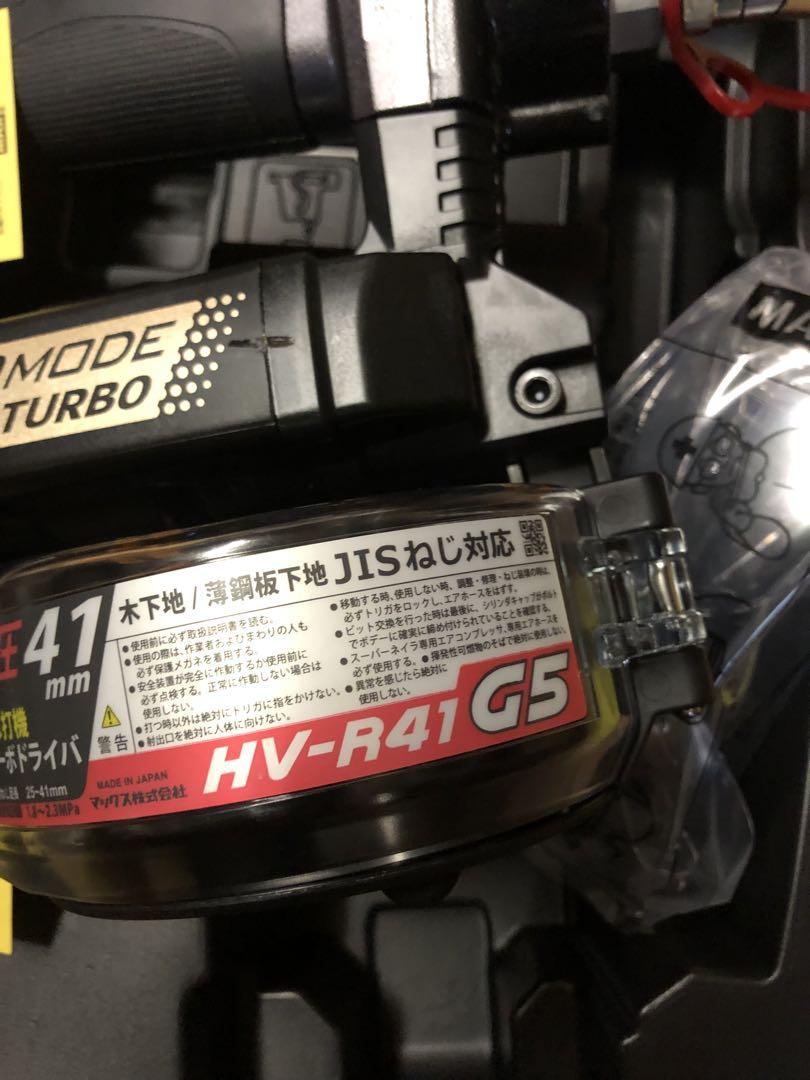 MODE
TURBO
MA
木下地 / 薄鋼板下地 JISねじ対応
41
mm
●使用前に必ず取扱説明書を読む。
●使用の際は、作業者およびまわりの人も
必ず保護メガネを着用する。
●安全装置が完全に作動するか使用前に
必ず点検する。正常に作動しない場合は
使用しない。
●打つ時以外は絶対にトリガに指をかけない。
●射出口を絶対に人体に向けない。
警告
●移動する時、使用しない時、調整・修理・ねじ装填の時は、
必ずトリガをロックし、エアホースをはずす。
●ビット交換を行った時は最後に、シリンダキャップがボルト
でボデーに確実に締め付けられていることを確認する。
●スーパーネイラ専用エアコンプレッサ、専用エアホースを
必ず使用する。●揮発性可燃物のそばで絶対に使用しない。
●異常を感じたら絶対に
使用しない。
打機
ーボドライバ
25~41mm
1.8~2.3MPa
MADE IN JAPAN
マックス株式会社
HV-R41 G5